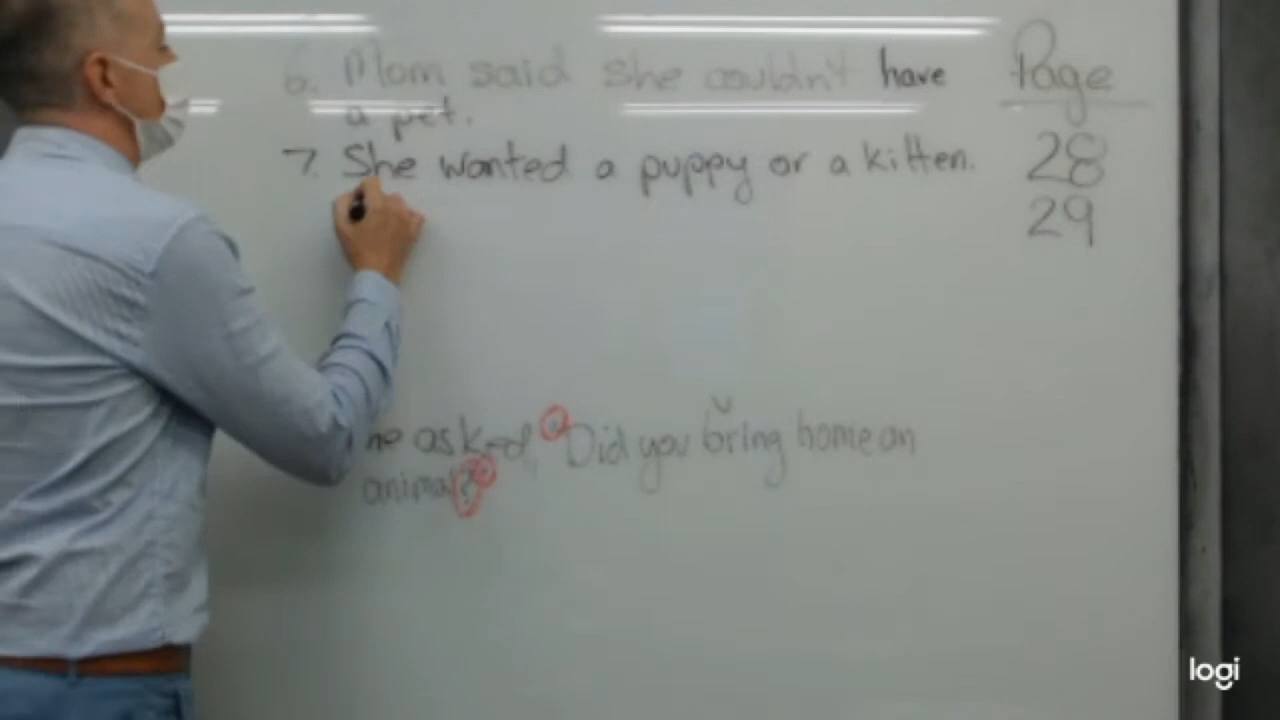 6. Mom said she couldn't have
a pet.
7. She wanted a puppy or a kitten.
Page
28
29
he asked "Did you bring home an
animal?"
logi